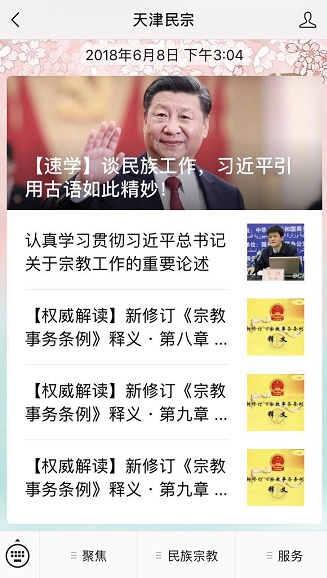 天津民宗
2018年6月8日 下午3:04
【速学】谈民族工作，习近平引
用古语如此精妙！
认真学习贯彻习近平总书记
关于宗教工作的重要论述
【权威解读】新修订《宗教
事务条例》释义·第八章 ...
释义
【权威解读】新修订《宗教
事务条例》释义·第九章 ...
释义
【权威解读】新修订《宗教
事务条例》释义·第九章 ...
释义
聚焦
民族宗教
服务